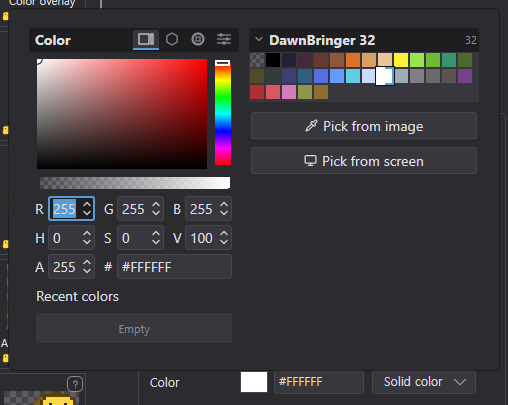 Color overlay
Color
DawnBringer 32 32
Pick from image
Pick from screen
R 255 G 255 B 255
H 0 S 0 V 100
A 255 # #FFFFFF
Recent colors
Empty
A
?
Color #FFFFFF Solid color